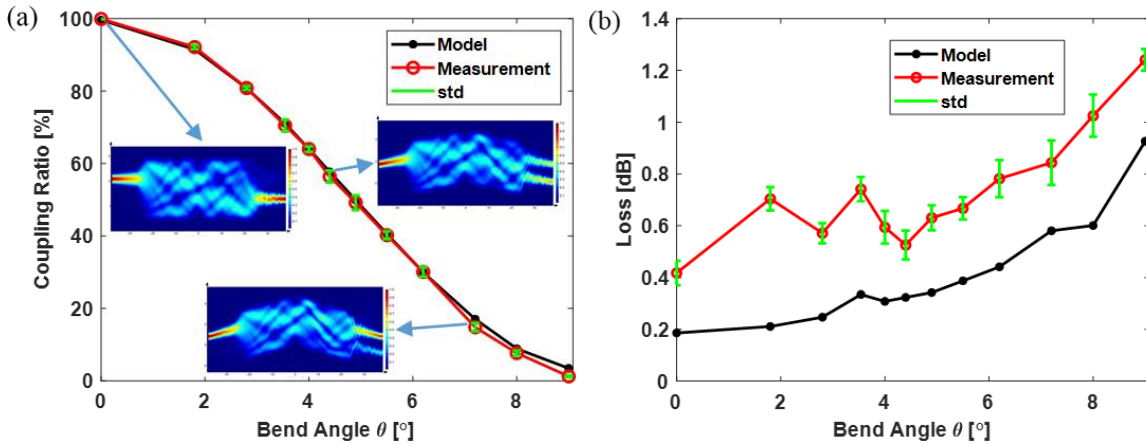 (a)
100
80
60
40
20
0
Coupling Ratio [%]
Model
Measurement
std
0
2
4
6
8
Bend Angle θ [°]
(b)
1.4
1.2
1
0.8
0.6
0.4
0.2
0
Loss [dB]
Model
Measurement
std
0
2
4
6
8
Bend Angle θ [°]